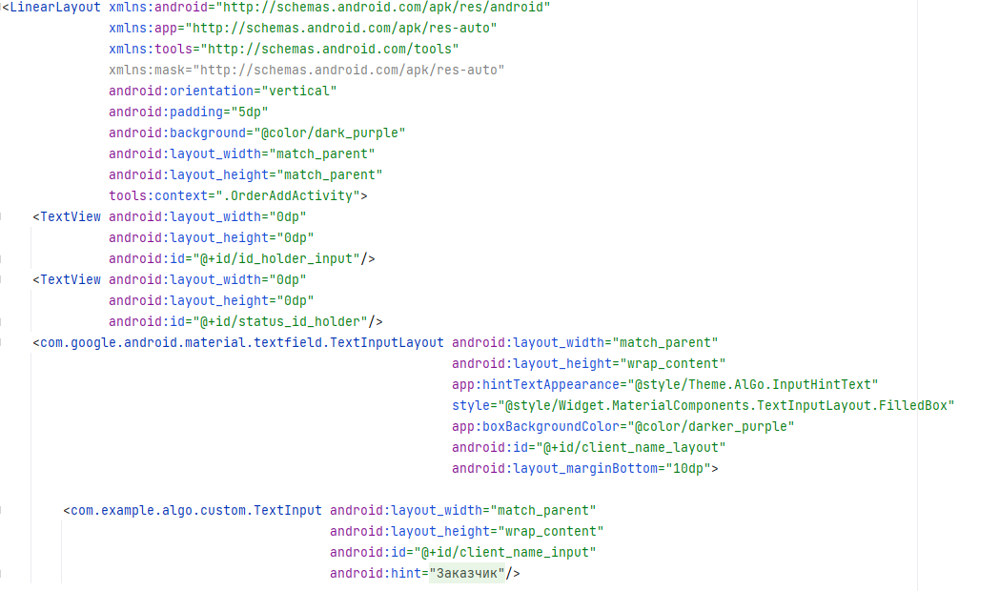 <LinearLayout xmlns:android="http://schemas.android.com/apk/res/android"
xmlns:app="http://schemas.android.com/apk/res-auto"
xmlns:tools="http://schemas.android.com/tools"
xmlns:mask="http://schemas.android.com/apk/res-auto"
android:orientation="vertical"
android:padding="5dp"
android:background="@color/dark_purple"
android:layout_width="match_parent"
android:layout_height="match_parent"
tools:context=".OrderAddActivity">
<TextView android:layout_width="0dp"
android:layout_height="0dp"
android:id="@+id/id_holder_input"/>
<TextView android:layout_width="0dp"
android:layout_height="0dp"
android:id="@+id/status_id_holder"/>
<com.google.android.material.textfield.TextInputLayout android:layout_width="match_parent"
android:layout_height="wrap_content"
app:hintTextAppearance="@style/Theme.AlGo.InputHintText"
style="@style/Widget.MaterialComponents.TextInputLayout.FilledBox"
app:boxBackgroundColor="@color/darker_purple"
android:id="@+id/client_name_layout"
android:layout_marginBottom="10dp">
<com.example.algo.custom.TextInput android:layout_width="match_parent"
android:layout_height="wrap_content"
android:id="@+id/client_name_input"
android:hint="Заказчик"/>